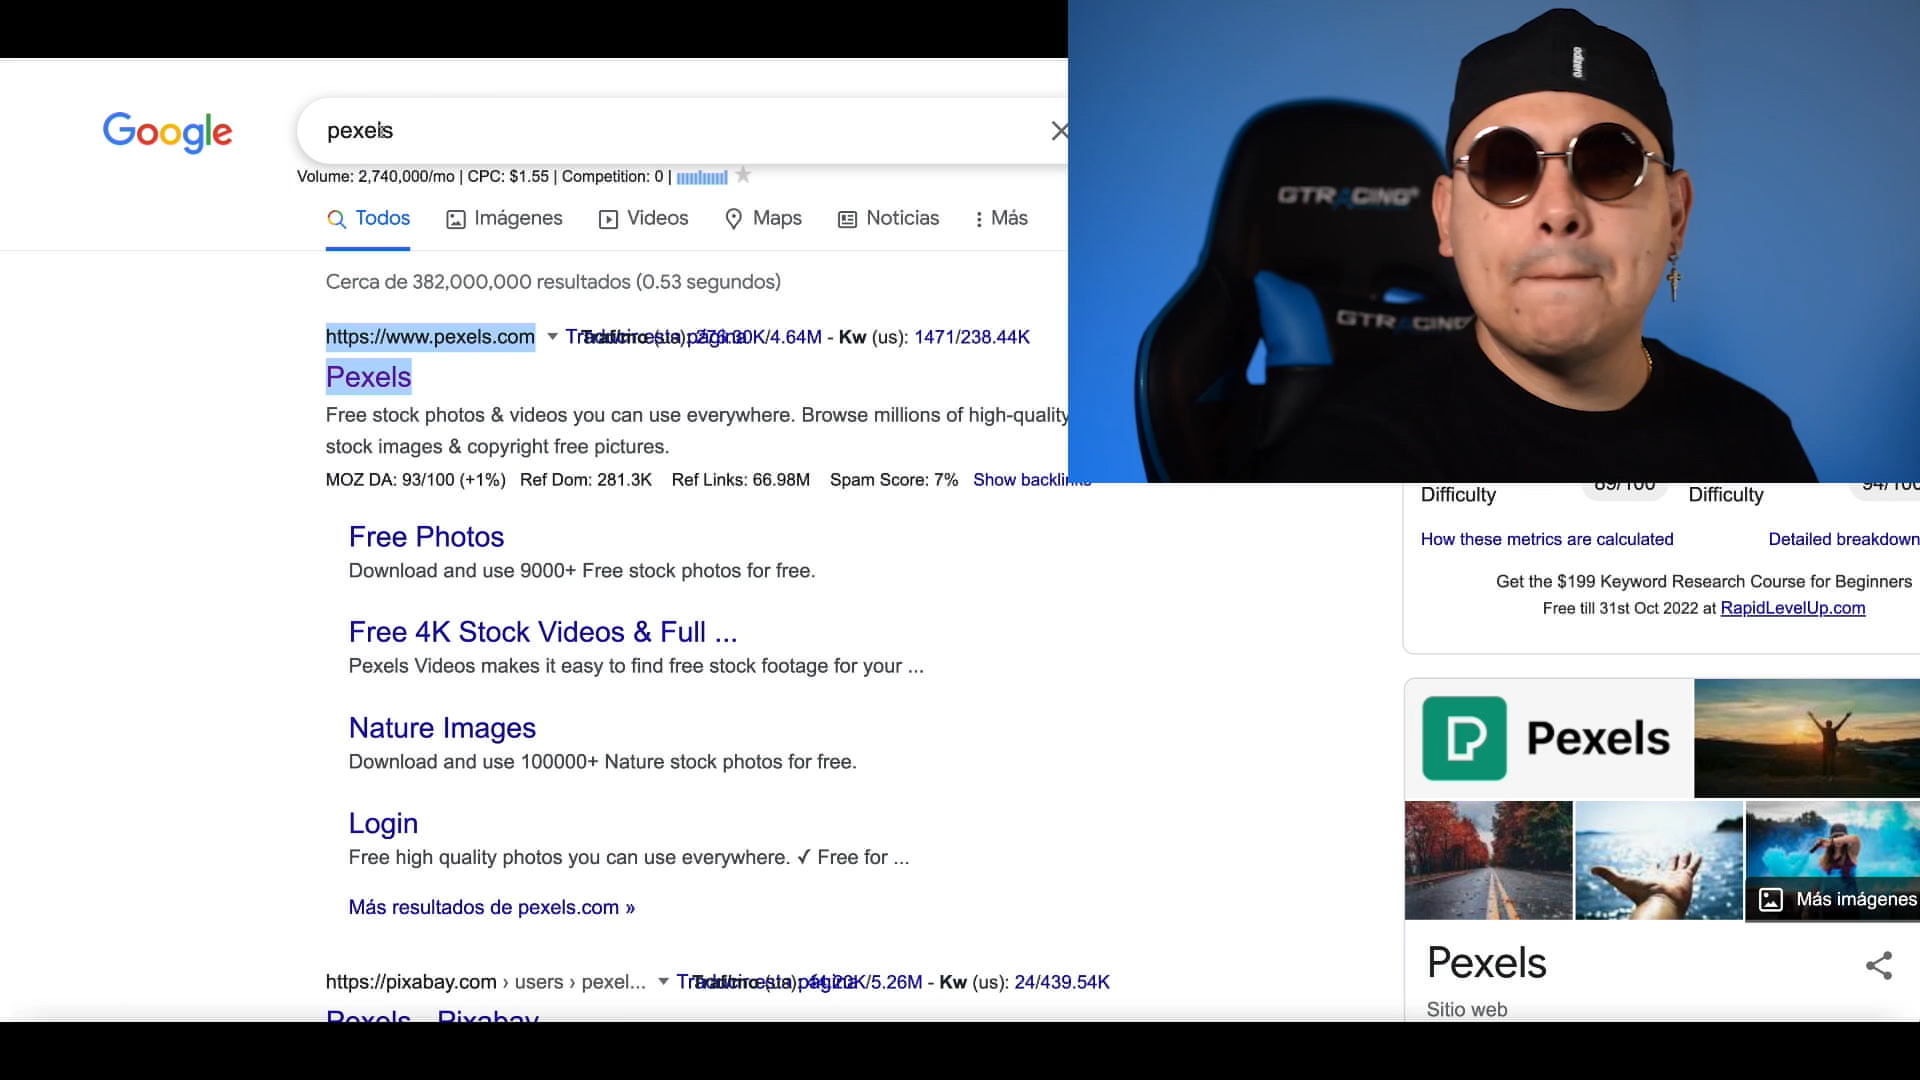 Google
pexels
Volume: 2,740,000/mo | CPC: $1.55 | Competition: 0 |
Todos Imágenes Videos Maps Noticias Más
Cerca de 382,000,000 resultados (0.53 segundos)
https://www.pexels.com /4.64M - Kw (us): 1471/238.44K
Pexels
Free stock photos & videos you can use everywhere. Browse millions of high-quality
stock images & copyright free pictures.
MOZ DA: 93/100 (+1%) Ref Dom: 281.3K Ref Links: 66.98M Spam Score: 7% Show backlinks
Free Photos
Download and use 9000+ Free stock photos for free.
Free 4K Stock Videos & Full ...
Pexels Videos makes it easy to find free stock footage for your ...
Nature Images
Download and use 100000+ Nature stock photos for free.
Login
Free high quality photos you can use everywhere. ✓ Free for ...
Más resultados de pexels.com »
https://pixabay.com › users › pexel... /5.26M - Kw (us): 24/439.54K
Pexels - Pixabay
GTRACING
GTRACING
Difficulty 89/100 Difficulty 94/100
How these metrics are calculated Detailed breakdown
Get the $199 Keyword Research Course for Beginners
Free till 31st Oct 2022 at RapidLevelUp.com
Pexels
Más imágenes
Pexels
Sitio web